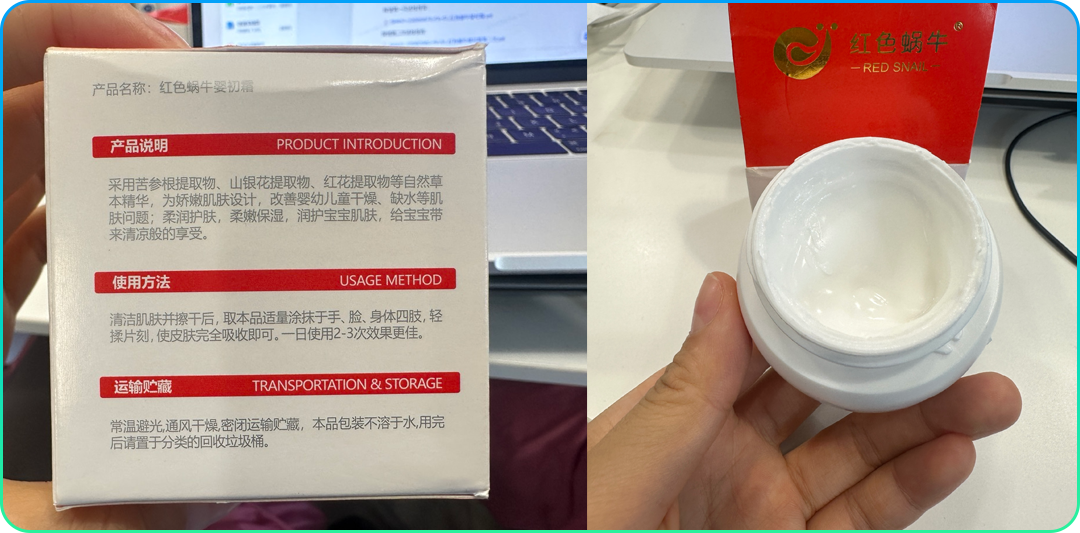 产品名称：红色蜗牛婴初霜
产品说明 PRODUCT INTRODUCTION
采用苦参根提取物、山银花提取物、红花提取物等自然草
本精华，为娇嫩肌肤设计，改善婴幼儿童干燥、缺水等肌
肤问题；柔润护肤，柔嫩保湿，润护宝宝肌肤，给宝宝带
来清凉般的享受。
使用方法 USAGE METHOD
清洁肌肤并擦干后，取本品适量涂抹于手、脸、身体四肢，轻
揉片刻，使皮肤完全吸收即可。一日使用2-3次效果更佳。
运输贮藏 TRANSPORTATION & STORAGE
常温避光,通风干燥,密闭运输贮藏，本品包装不溶于水,用完
后请置于分类的回收垃圾桶。
红色蜗牛®
RED SNAIL